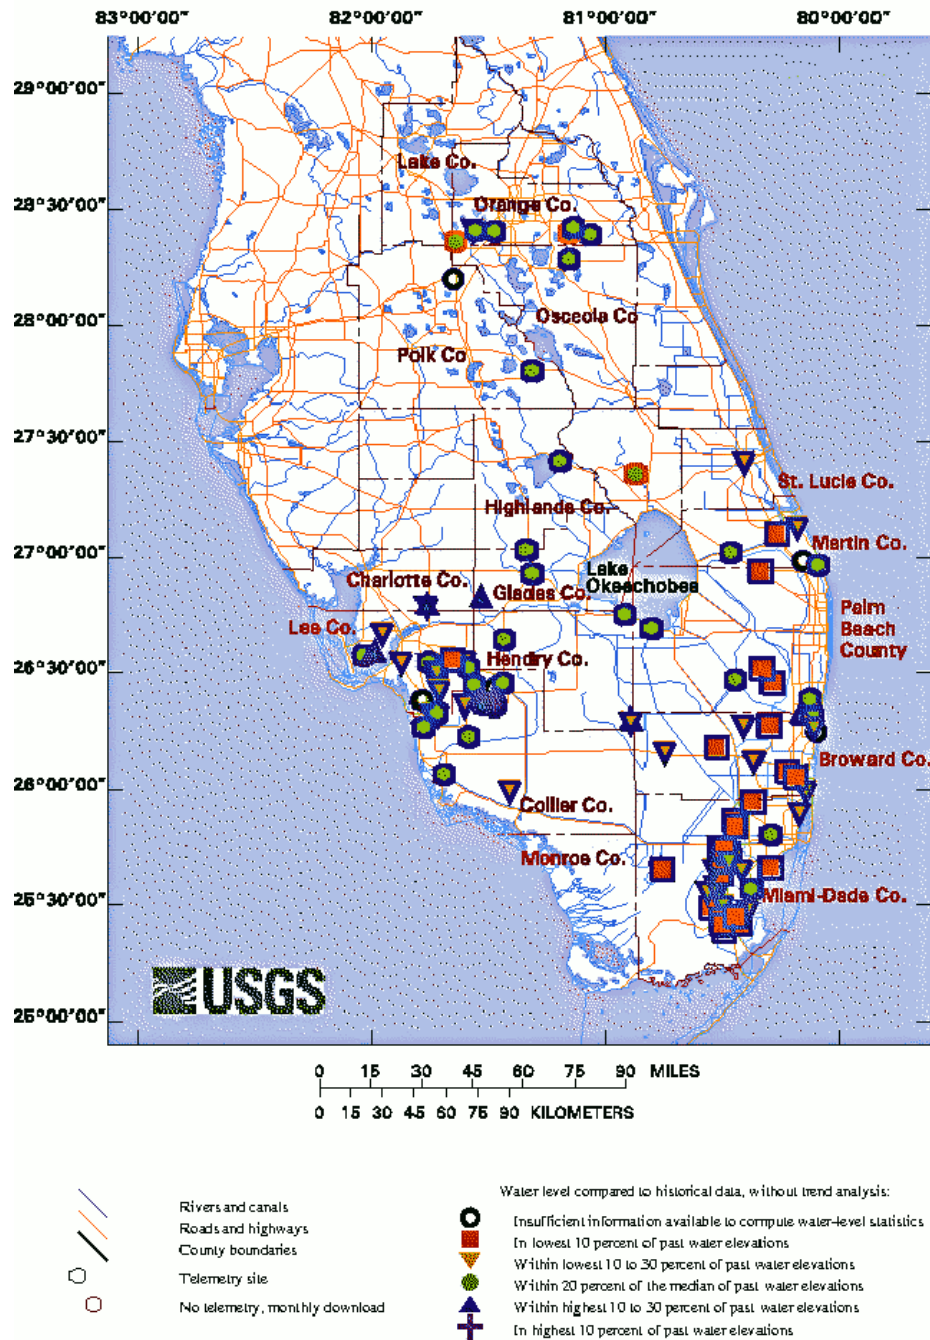 83°00'00" 82°00'00" 81°00'00" 80°00'00"
29°00'00"
Lake Co.
28°30'00"
Orange Co.
28°00'00"
Osceola Co
Polk Co
27°30'00"
St. Lucie Co.
Highlands Co.
27°00'00"
Martin Co.
Lake
Okeechobee
Charlotte Co.
Glades Co.
Lee Co.
Palm
Beach
County
26°30'00"
Hendry Co.
26°00'00"
Broward Co.
Collier Co.
Monroe Co.
25°30'00"
Miami-Dade Co.
USGS
25°00'00"
0 15 30 45 60 75 90 MILES
0 15 30 45 60 75 90 KILOMETERS
Rivers and canals
Roads and highways
County boundaries
Telemetry site
No telemetry, monthly download
Water level compared to historical data, without trend analysis:
Insufficient information available to compute water-level statistics
In lowest 10 percent of past water elevations
Within lowest 10 to 30 percent of past water elevations
Within 20 percent of the median of past water elevations
Within highest 10 to 30 percent of past water elevations
In highest 10 percent of past water elevations